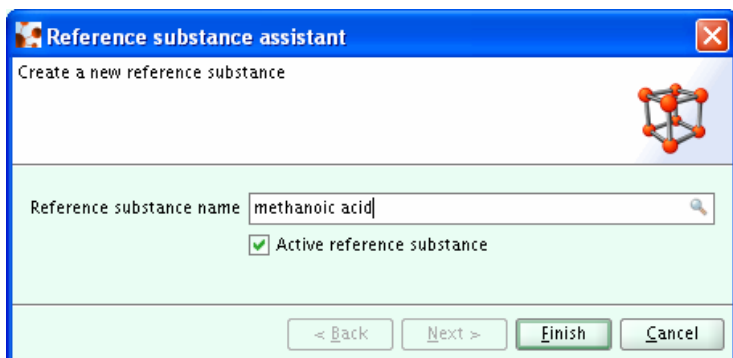 Reference substance assistant
Create a new reference substance
Reference substance name methanoic acid
Active reference substance
< Back Next > Finish Cancel